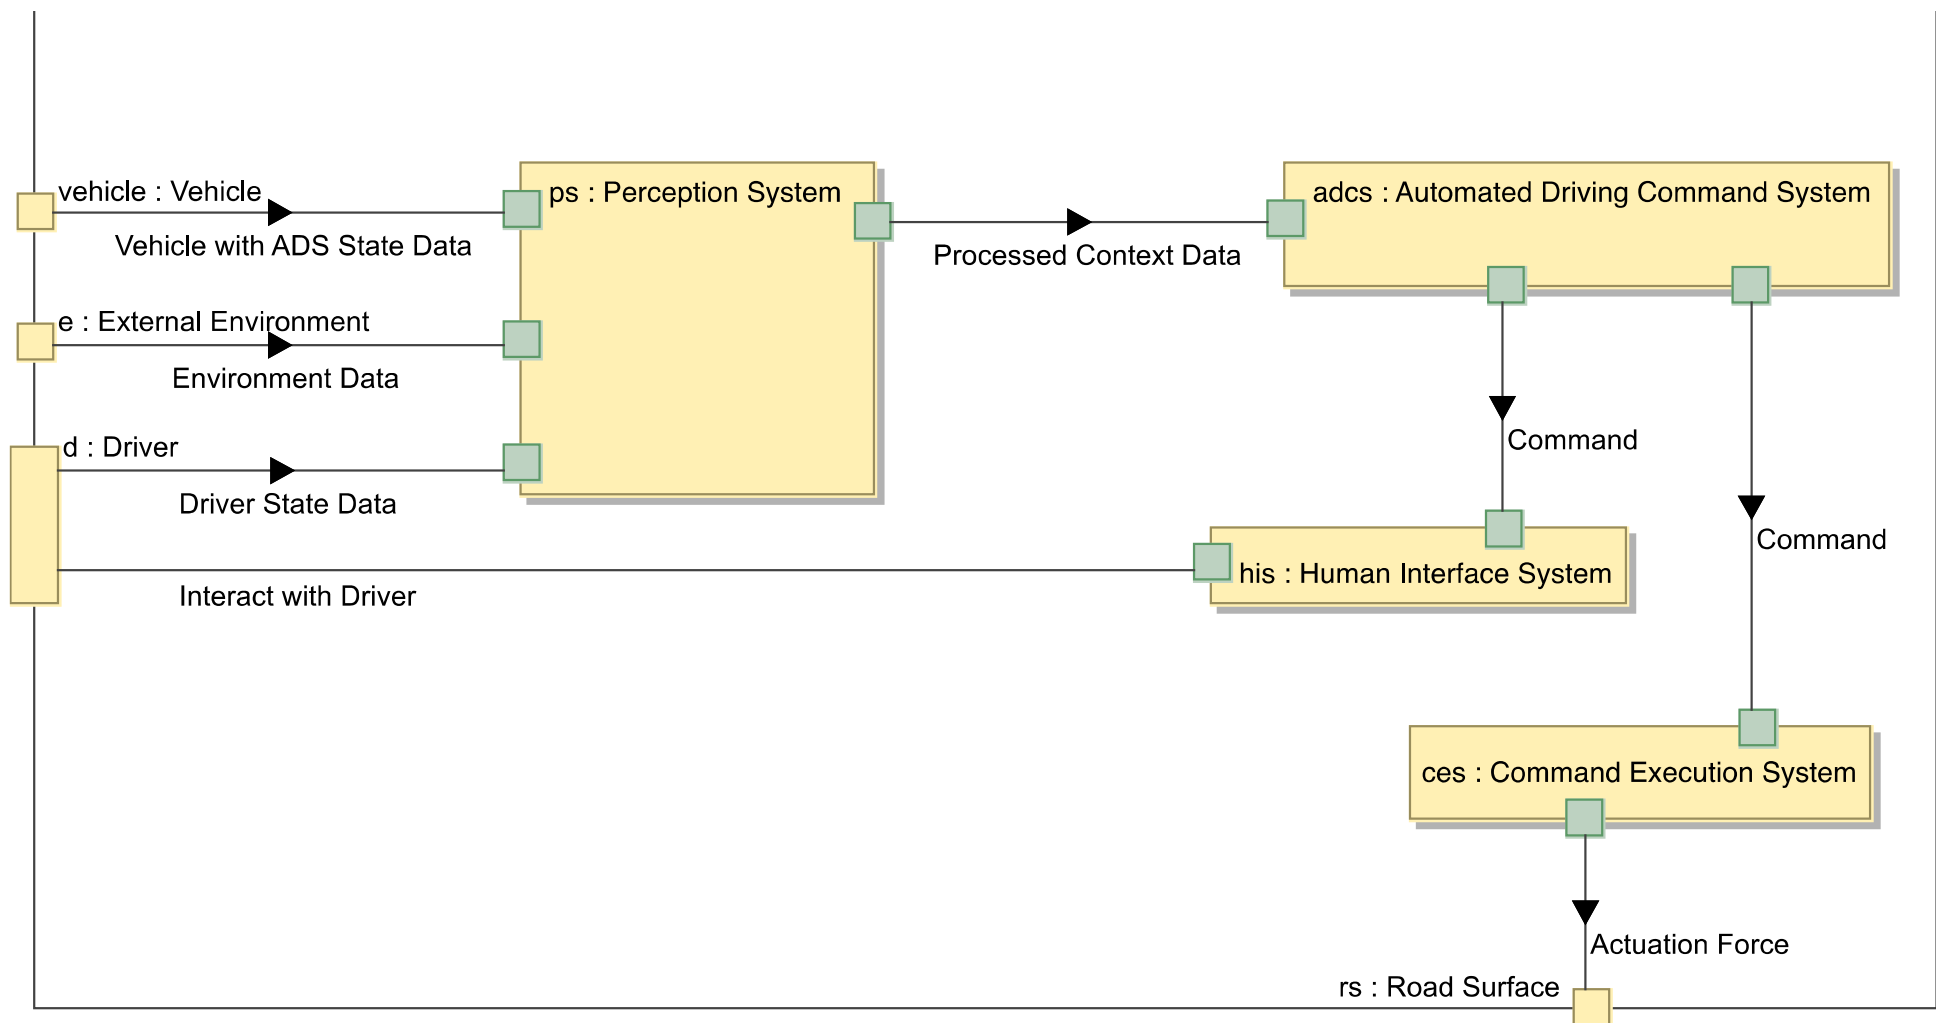 vehicle : Vehicle
Vehicle with ADS State Data
e : External Environment
Environment Data
d : Driver
Driver State Data
Interact with Driver
ps : Perception System
Processed Context Data
adcs : Automated Driving Command System
Command
Command
his : Human Interface System
ces : Command Execution System
Actuation Force
rs : Road Surface